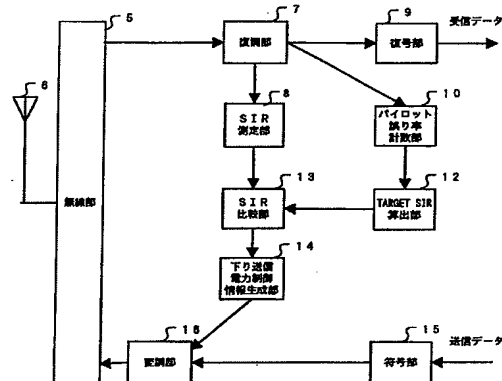 5
7
9
復調部
復号部
受信データ
6
8
SIR
測定部
10
パイロット
誤り率
計数部
無線部
13
SIR
比較部
12
TARGET SIR
算出部
14
下り送信
電力制御
情報生成部
16
変調部
15
符号部
送信データ